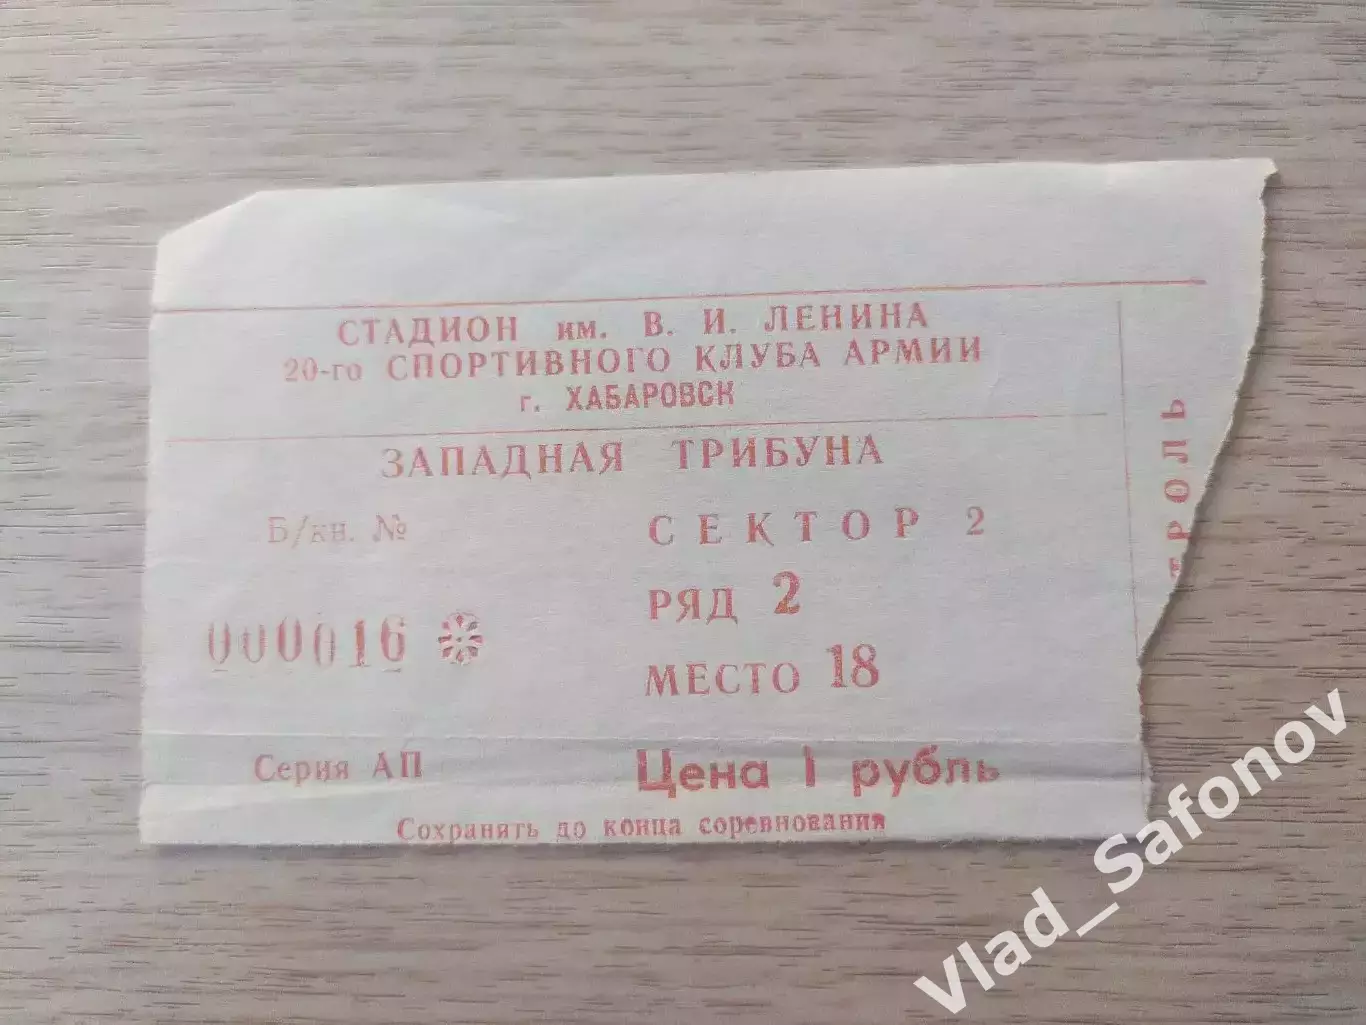 СТАДИОН им. В. И. ЛЕНИНА
20-го СПОРТИВНОГО КЛУБА АРМИИ
г. ХАБАРОВСК
ЗАПАДНАЯ ТРИБУНА
Б/кв. №
000016
СЕКТОР 2
РЯД 2
МЕСТО 18
Серия АП
Цена 1 рубль
Сохранять до конца соревнования
ТРОЛЬ
Vlad_Safonov